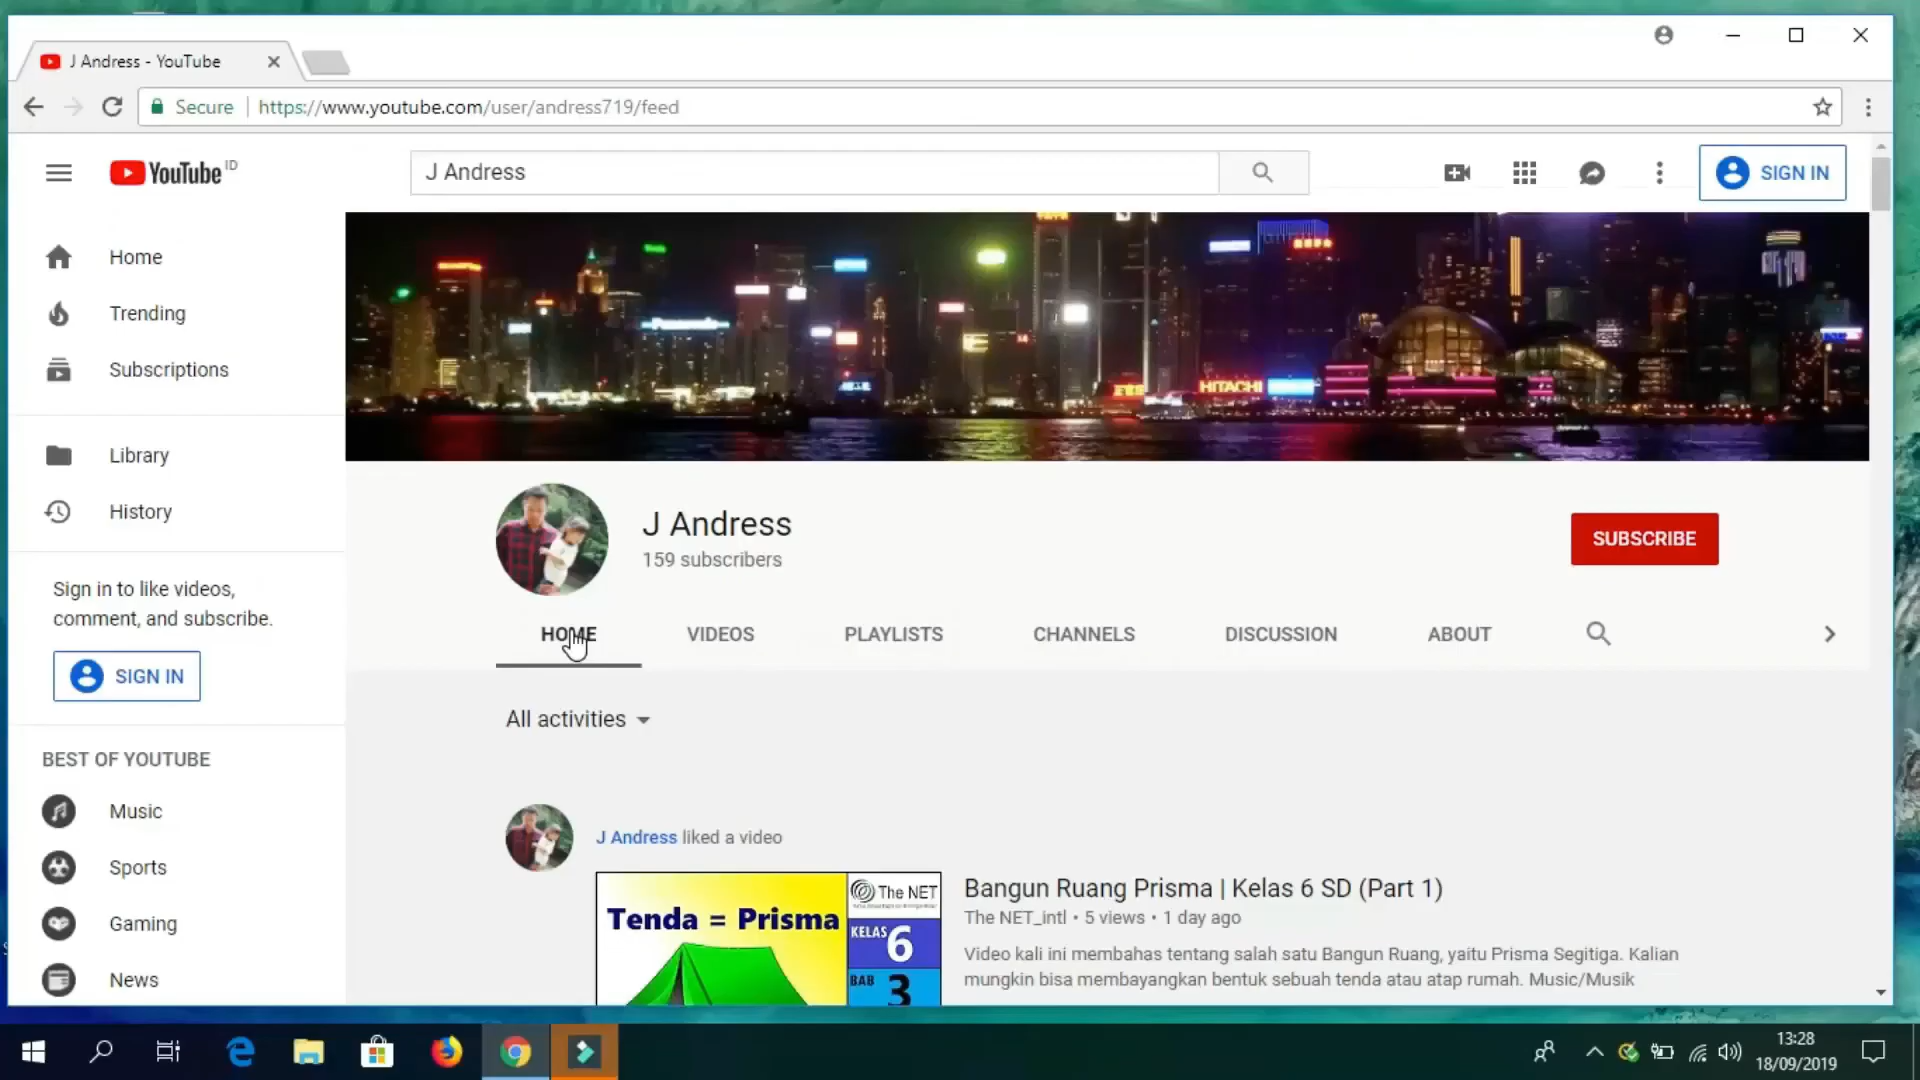 J Andress - YouTube
Secure
https://www.youtube.com/user/andress719/feed
YouTube ID
J Andress
SIGN IN
Home
Trending
Subscriptions
Library
History
Sign in to like videos,
comment, and subscribe.
SIGN IN
BEST OF YOUTUBE
Music
Sports
Gaming
News
HITACHI
J Andress
159 subscribers
SUBSCRIBE
HOME
VIDEOS
PLAYLISTS
CHANNELS
DISCUSSION
ABOUT
All activities
J Andress liked a video
Tenda = Prisma
The NET
KELAS
6
BAB
3
Bangun Ruang Prisma | Kelas 6 SD (Part 1)
The NET_intl • 5 views • 1 day ago
Video kali ini membahas tentang salah satu Bangun Ruang, yaitu Prisma Segitiga. Kalian
mungkin bisa membayangkan bentuk sebuah tenda atau atap rumah. Music/Musik
13:28
18/09/2019